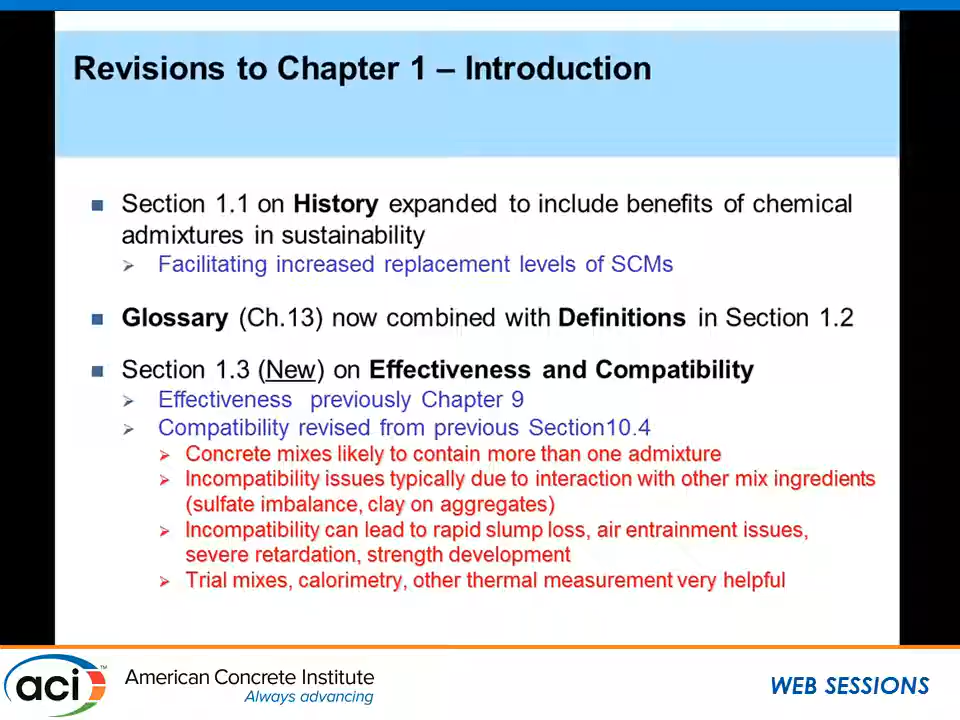 Revisions to Chapter 1 – Introduction
Section 1.1 on History expanded to include benefits of chemical
admixtures in sustainability
Facilitating increased replacement levels of SCMs
Glossary (Ch.13) now combined with Definitions in Section 1.2
Section 1.3 (New) on Effectiveness and Compatibility
Effectiveness previously Chapter 9
Compatibility revised from previous Section10.4
Concrete mixes likely to contain more than one admixture
Incompatibility issues typically due to interaction with other mix ingredients
(sulfate imbalance, clay on aggregates)
Incompatibility can lead to rapid slump loss, air entrainment issues,
severe retardation, strength development
Trial mixes, calorimetry, other thermal measurement very helpful
aci™
American Concrete Institute
Always advancing
WEB SESSIONS